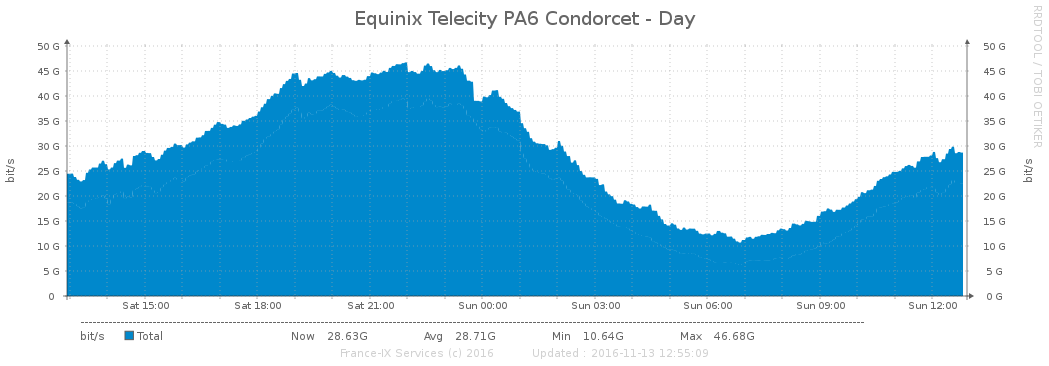 Equinix Telecity PA6 Condorcet - Day
RRDTOOL / TOBI OETIKER
bit/s
50 G 50 G
45 G 45 G
40 G 40 G
35 G 35 G
30 G 30 G
25 G 25 G
20 G 20 G
15 G 15 G
10 G 10 G
5 G 5 G
0 0 G
bit/s
Sat 15:00 Sat 18:00 Sat 21:00 Sun 00:00 Sun 03:00 Sun 06:00 Sun 09:00 Sun 12:00
bit/s Total Now 28.63G Avg 28.71G Min 10.64G Max 46.68G
France-IX Services (c) 2016 Updated : 2016-11-13 12:55:09